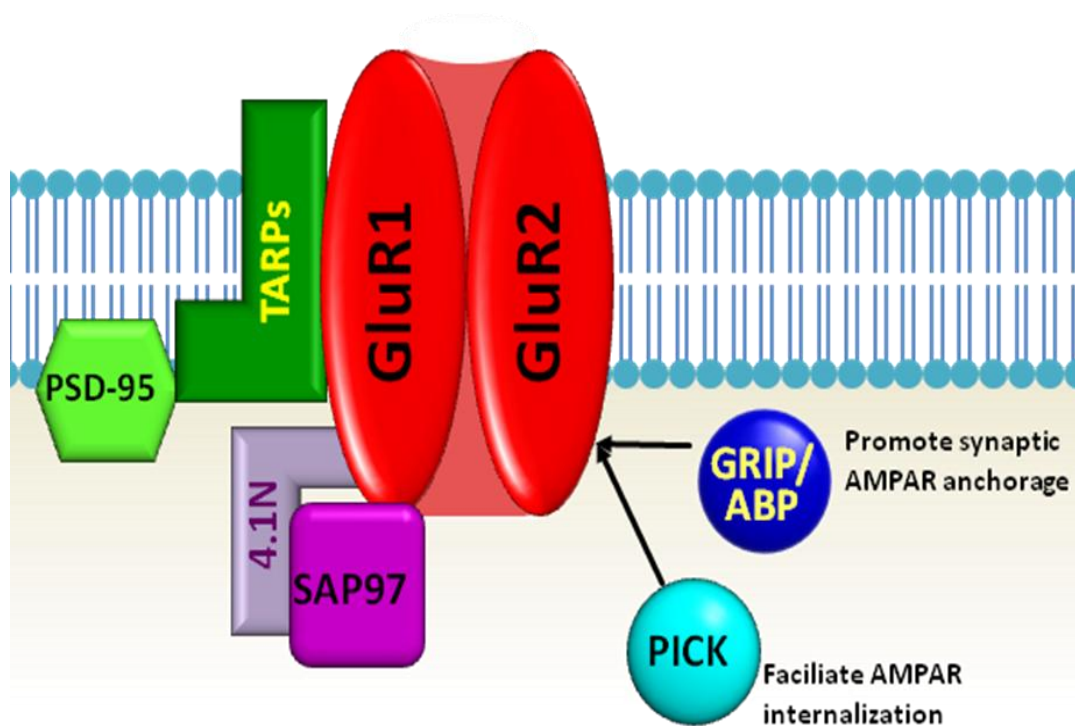 TARPs
GluR1
GluR2
PSD-95
4.1N
SAP97
GRIP/
ABP
Promote synaptic
AMPAR anchorage
PICK
Faciliate AMPAR
internalization